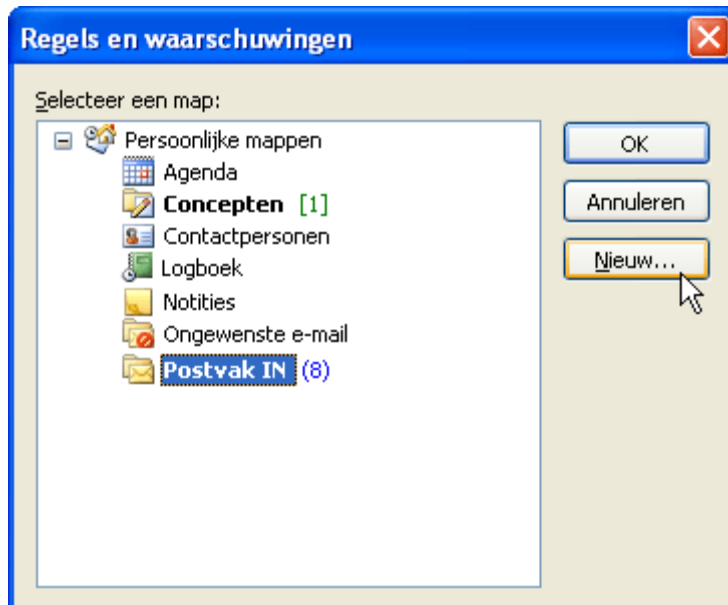 Regels en waarschuwingen
Selecteer een map:
Persoonlijke mappen
Agenda
Concepten [1]
Contactpersonen
Logboek
Notities
Ongewenste e-mail
Postvak IN (8)
OK
Annuleren
Nieuw...